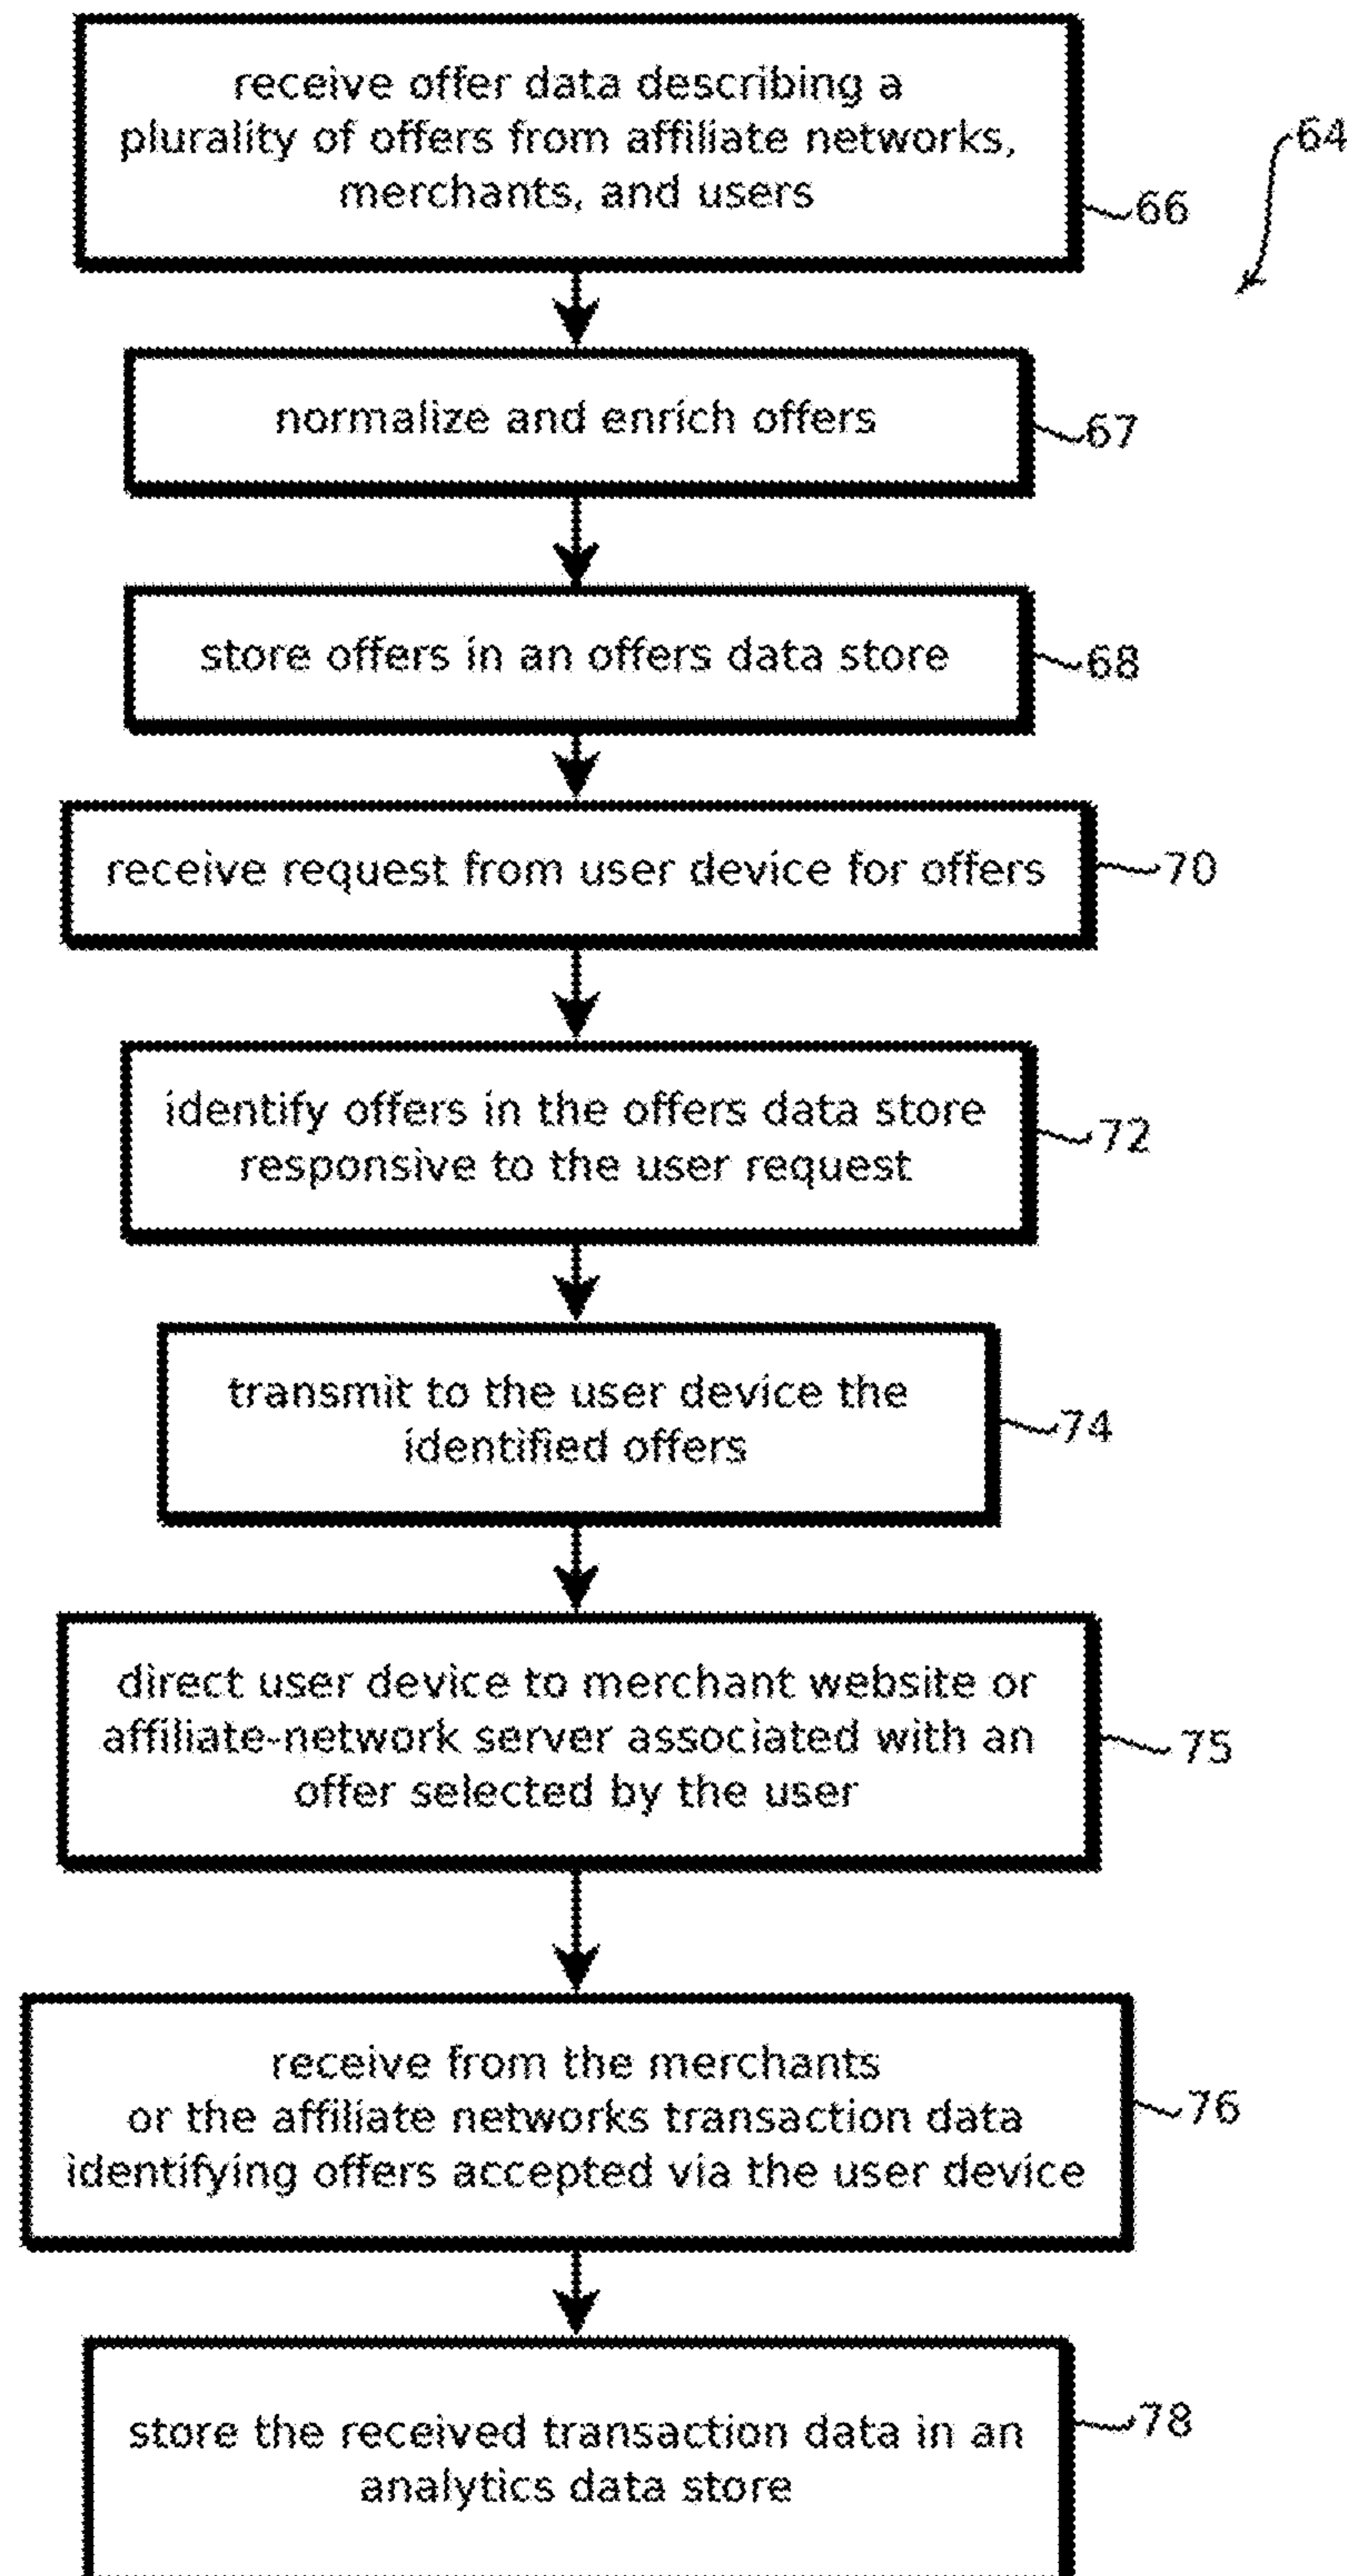 receive offer data describing a
plurality of offers from affiliate networks,
merchants, and users
64
66
normalize and enrich offers
67
store offers in an offers data store
68
receive request from user device for offers
70
identify offers in the offers data store
responsive to the user request
72
transmit to the user device the
identified offers
74
direct user device to merchant website or
affiliate-network server associated with an
offer selected by the user
75
receive from the merchants
or the affiliate networks transaction data
identifying offers accepted via the user device
76
store the received transaction data in an
analytics data store
78